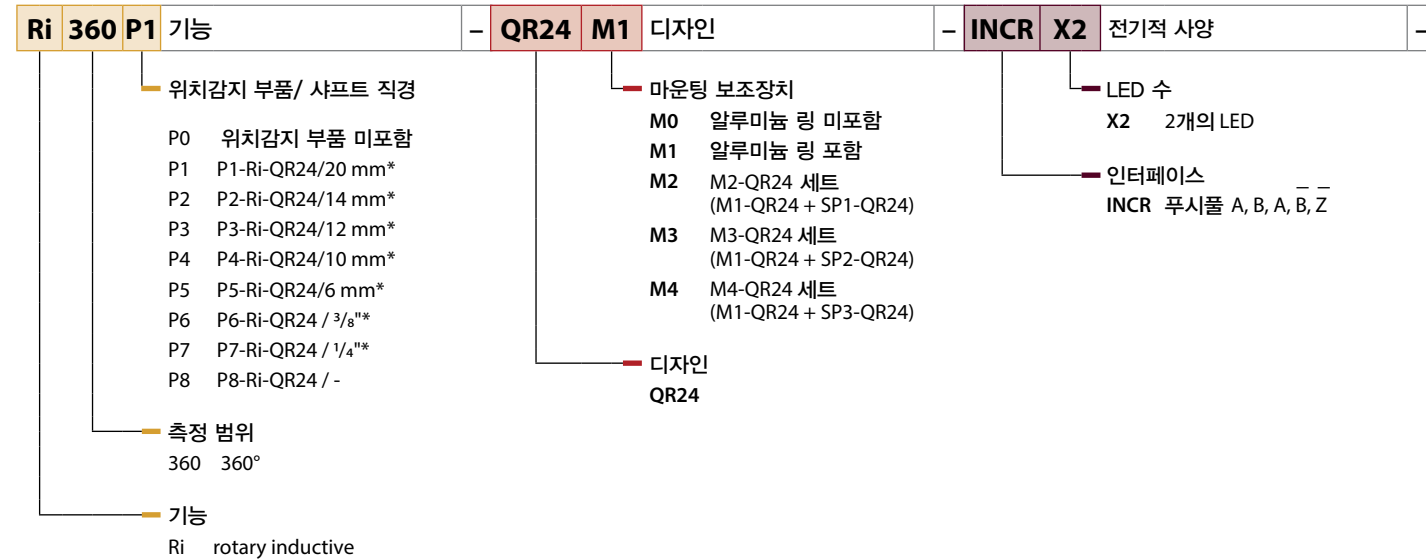 Ri 360 P1 기능 – QR24 M1 디자인 – INCR X2 전기적 사양 –
위치감지 부품/ 샤프트 직경
P0 위치감지 부품 미포함
P1 P1-Ri-QR24/20 mm*
P2 P2-Ri-QR24/14 mm*
P3 P3-Ri-QR24/12 mm*
P4 P4-Ri-QR24/10 mm*
P5 P5-Ri-QR24/6 mm*
P6 P6-Ri-QR24 / ³/₈"*
P7 P7-Ri-QR24 / ¹/₄"*
P8 P8-Ri-QR24 / -
측정 범위
360 360°
기능
Ri rotary inductive
마운팅 보조장치
M0 알루미늄 링 미포함
M1 알루미늄 링 포함
M2 M2-QR24 세트
(M1-QR24 + SP1-QR24)
M3 M3-QR24 세트
(M1-QR24 + SP2-QR24)
M4 M4-QR24 세트
(M1-QR24 + SP3-QR24)
디자인
QR24
LED 수
X2 2개의 LED
인터페이스
INCR 푸시풀 A, B, A, B̅, Z̅